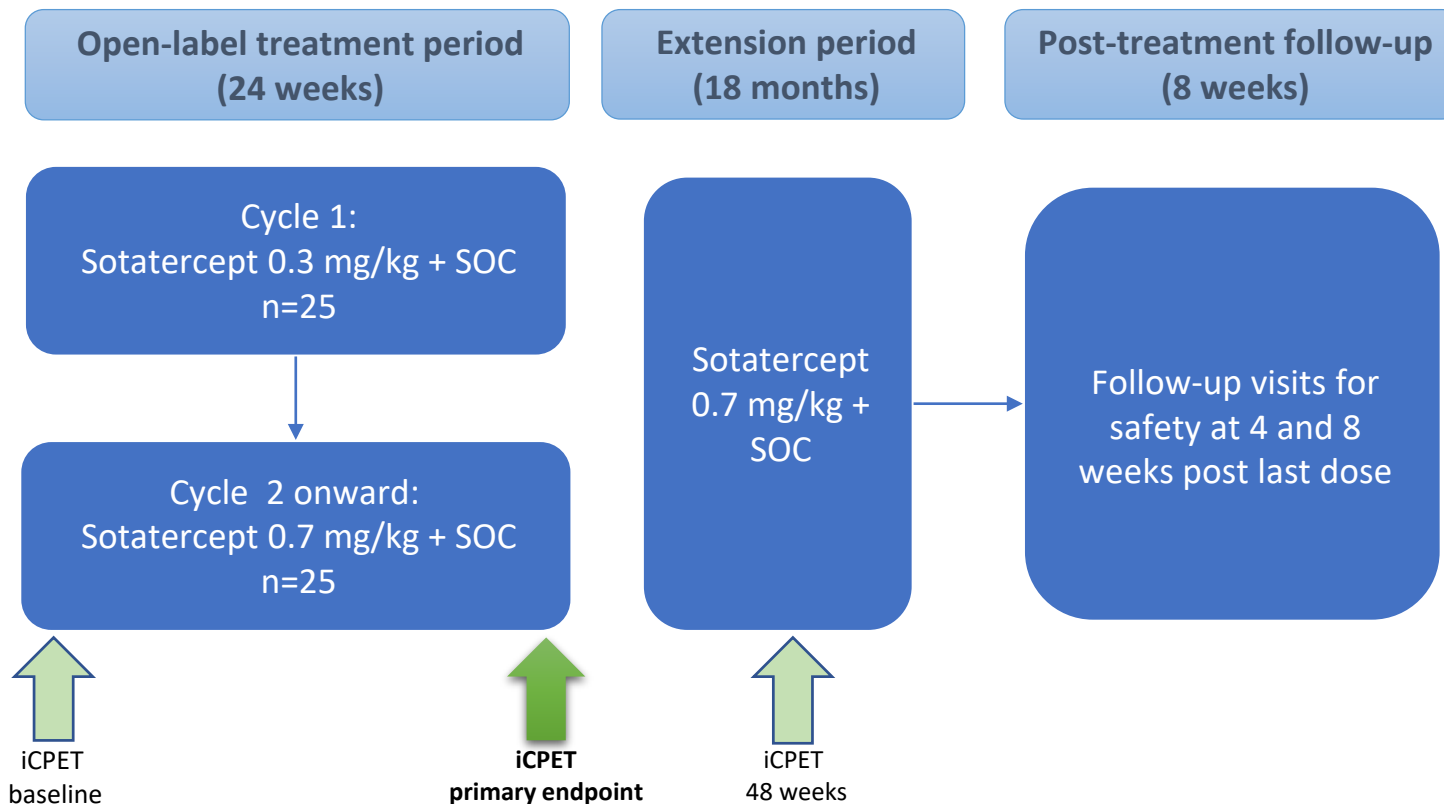 Open-label treatment period
(24 weeks)
Extension period
(18 months)
Post-treatment follow-up
(8 weeks)
Cycle 1:
Sotatercept 0.3 mg/kg + SOC
n=25
Cycle 2 onward:
Sotatercept 0.7 mg/kg + SOC
n=25
Sotatercept
0.7 mg/kg +
SOC
Follow-up visits for
safety at 4 and 8
weeks post last dose
iCPET
baseline
iCPET
primary endpoint
iCPET
48 weeks